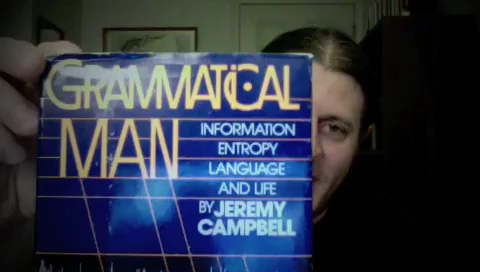 GRAMMATICAL
MAN
INFORMATION
ENTROPY
LANGUAGE
AND LIFE
BY JEREMY
CAMPBELL